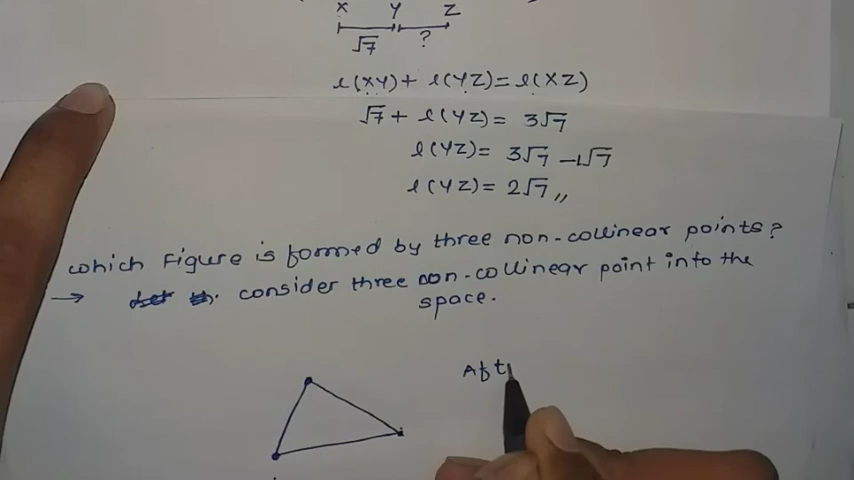 X Y Z
√7 ?
l(XY) + l(YZ) = l(XZ)
√7 + l(YZ) = 3√7
l(YZ) = 3√7 - 1√7
l(YZ) = 2√7 ,,
which Figure is formed by three non-collinear points?
→ consider three non-collinear point into the
space.
Aft